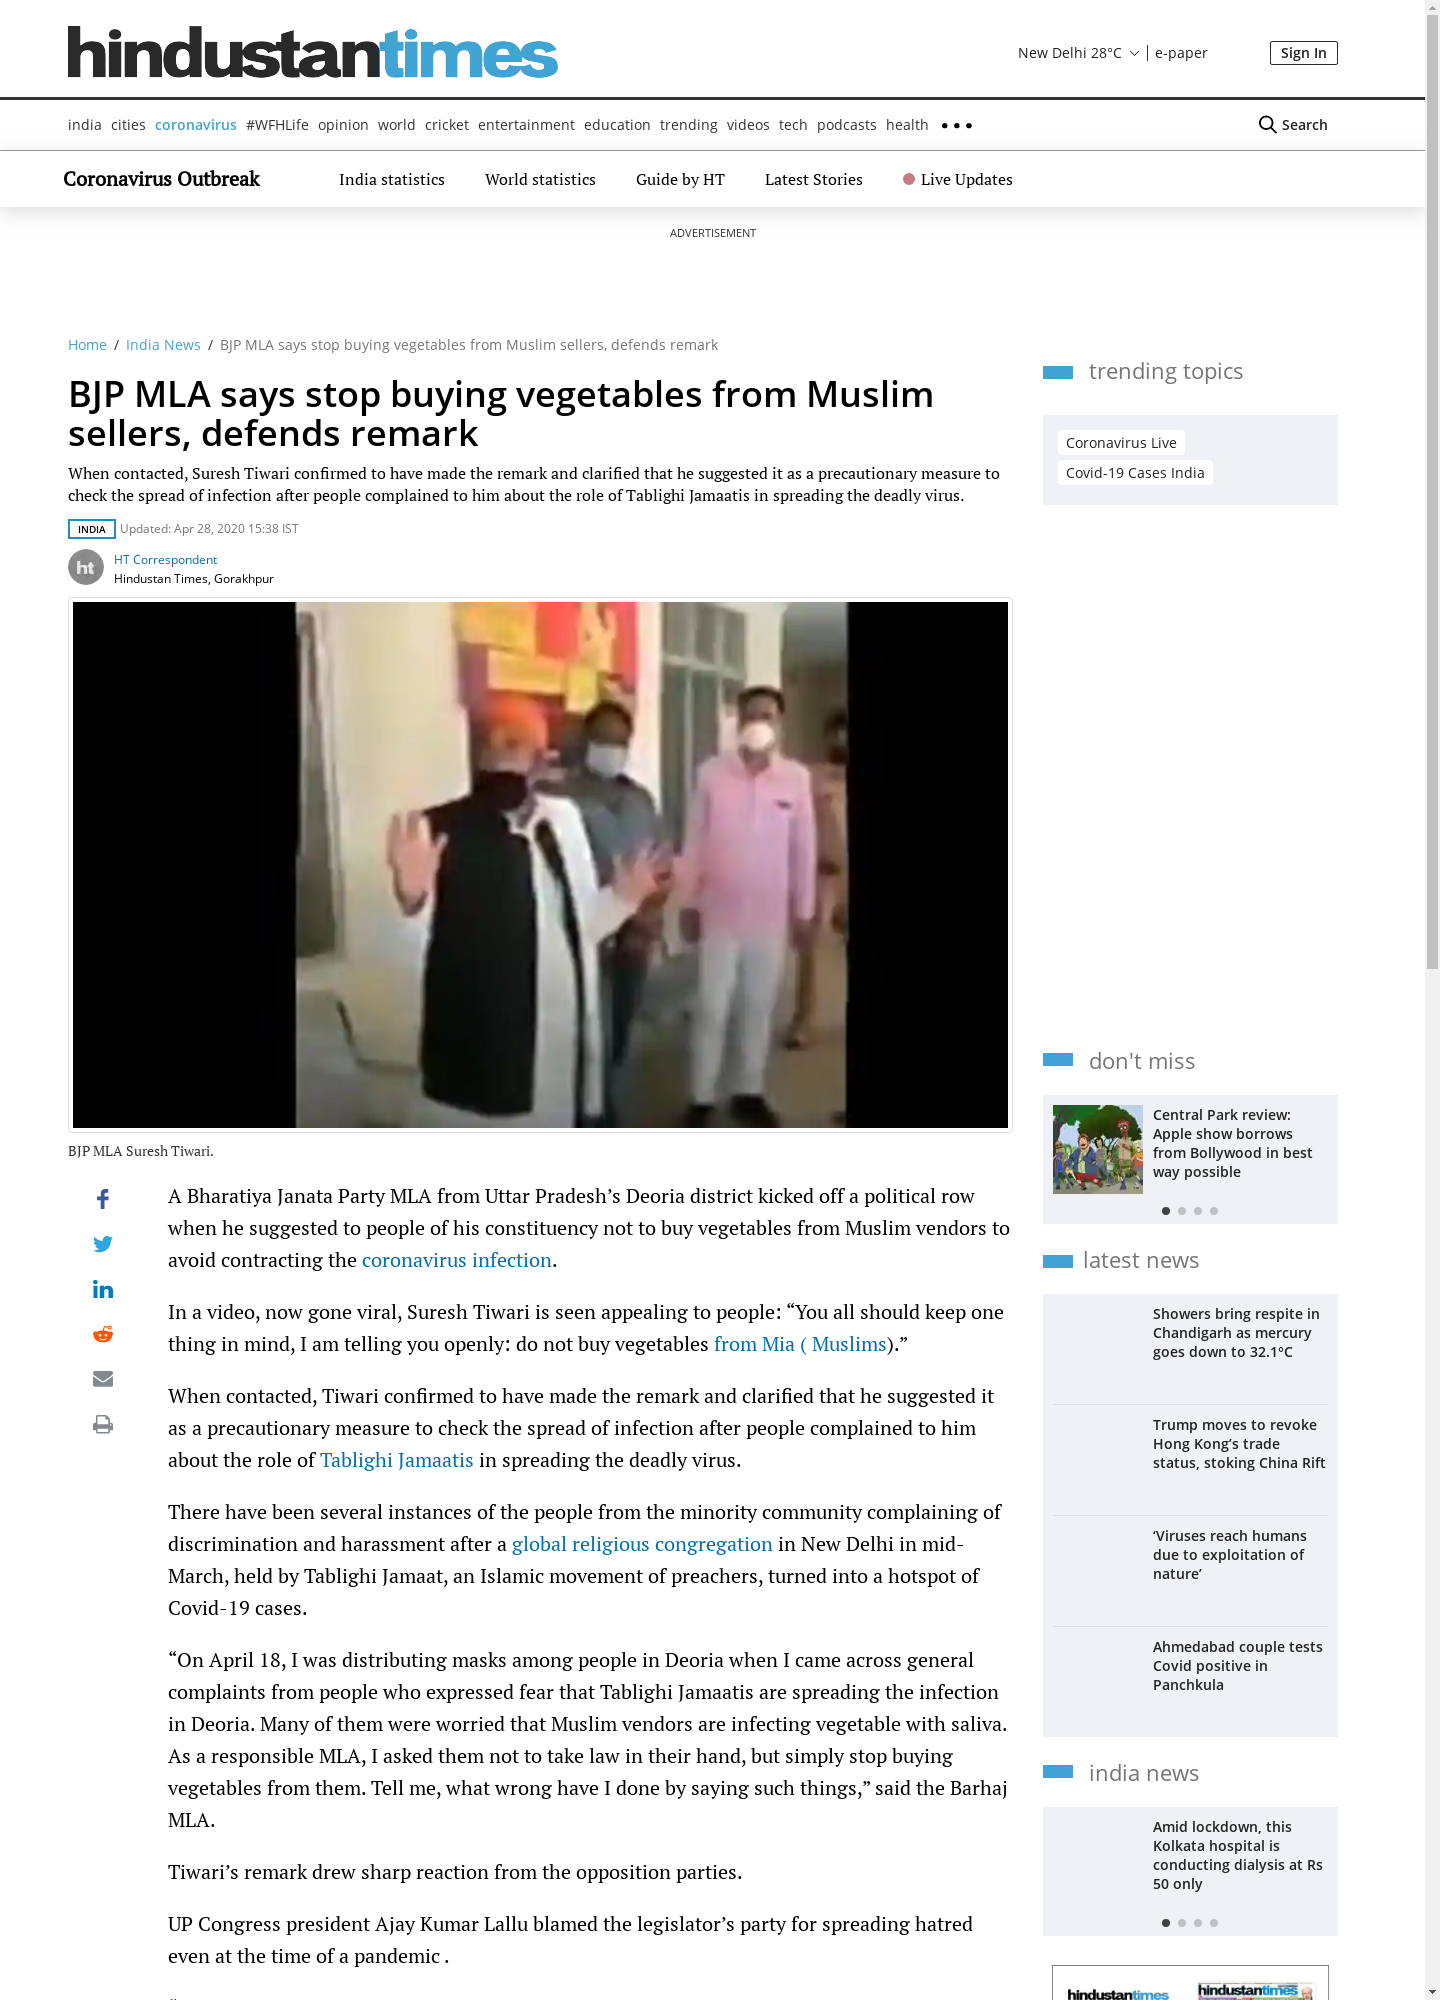 hindustantimes
New Delhi 28°C
e-paper
Sign In
india cities coronavirus #WFHLife opinion world cricket entertainment education trending videos tech podcasts health
Search
Coronavirus Outbreak
India statistics
World statistics
Guide by HT
Latest Stories
Live Updates
ADVERTISEMENT
Home / India News / BJP MLA says stop buying vegetables from Muslim sellers, defends remark
BJP MLA says stop buying vegetables from Muslim
sellers, defends remark
When contacted, Suresh Tiwari confirmed to have made the remark and clarified that he suggested it as a precautionary measure to
check the spread of infection after people complained to him about the role of Tablighi Jamaatis in spreading the deadly virus.
INDIA Updated: Apr 28, 2020 15:38 IST
ht
HT Correspondent
Hindustan Times, Gorakhpur
BJP MLA Suresh Tiwari.
A Bharatiya Janata Party MLA from Uttar Pradesh’s Deoria district kicked off a political row
when he suggested to people of his constituency not to buy vegetables from Muslim vendors to
avoid contracting the coronavirus infection.
In a video, now gone viral, Suresh Tiwari is seen appealing to people: “You all should keep one
thing in mind, I am telling you openly: do not buy vegetables from Mia ( Muslims).”
When contacted, Tiwari confirmed to have made the remark and clarified that he suggested it
as a precautionary measure to check the spread of infection after people complained to him
about the role of Tablighi Jamaatis in spreading the deadly virus.
There have been several instances of the people from the minority community complaining of
discrimination and harassment after a global religious congregation in New Delhi in mid-
March, held by Tablighi Jamaat, an Islamic movement of preachers, turned into a hotspot of
Covid-19 cases.
“On April 18, I was distributing masks among people in Deoria when I came across general
complaints from people who expressed fear that Tablighi Jamaatis are spreading the infection
in Deoria. Many of them were worried that Muslim vendors are infecting vegetable with saliva.
As a responsible MLA, I asked them not to take law in their hand, but simply stop buying
vegetables from them. Tell me, what wrong have I done by saying such things,” said the Barhaj
MLA.
Tiwari’s remark drew sharp reaction from the opposition parties.
UP Congress president Ajay Kumar Lallu blamed the legislator’s party for spreading hatred
even at the time of a pandemic .
trending topics
Coronavirus Live
Covid-19 Cases India
don't miss
Central Park review:
Apple show borrows
from Bollywood in best
way possible
latest news
Showers bring respite in
Chandigarh as mercury
goes down to 32.1°C
Trump moves to revoke
Hong Kong’s trade
status, stoking China Rift
‘Viruses reach humans
due to exploitation of
nature’
Ahmedabad couple tests
Covid positive in
Panchkula
india news
Amid lockdown, this
Kolkata hospital is
conducting dialysis at Rs
50 only
hindustantimes
hindustantimes